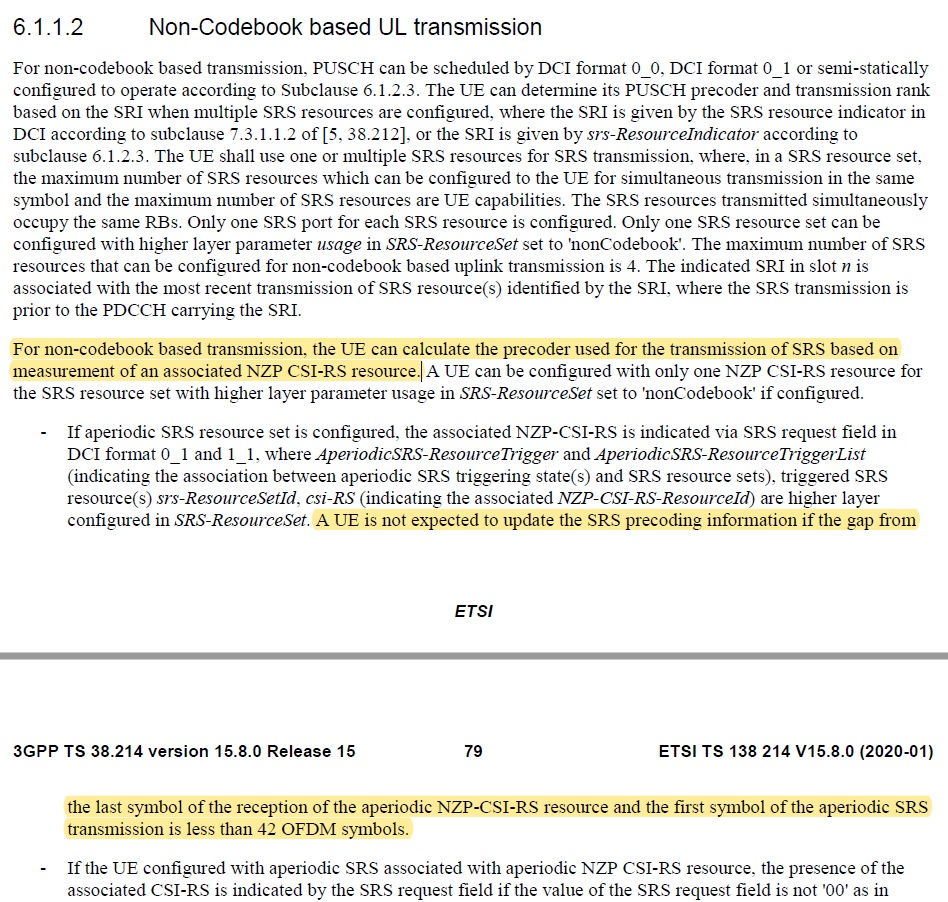 6.1.1.2 Non-Codebook based UL transmission
For non-codebook based transmission, PUSCH can be scheduled by DCI format 0_0, DCI format 0_1 or semi-statically
configured to operate according to Subclause 6.1.2.3. The UE can determine its PUSCH precoder and transmission rank
based on the SRI when multiple SRS resources are configured, where the SRI is given by the SRS resource indicator in
DCI according to subclause 7.3.1.1.2 of [5, 38.212], or the SRI is given by srs-ResourceIndicator according to
subclause 6.1.2.3. The UE shall use one or multiple SRS resources for SRS transmission, where, in a SRS resource set,
the maximum number of SRS resources which can be configured to the UE for simultaneous transmission in the same
symbol and the maximum number of SRS resources are UE capabilities. The SRS resources transmitted simultaneously
occupy the same RBs. Only one SRS port for each SRS resource is configured. Only one SRS resource set can be
configured with higher layer parameter usage in SRS-ResourceSet set to 'nonCodebook'. The maximum number of SRS
resources that can be configured for non-codebook based uplink transmission is 4. The indicated SRI in slot n is
associated with the most recent transmission of SRS resource(s) identified by the SRI, where the SRS transmission is
prior to the PDCCH carrying the SRI.
For non-codebook based transmission, the UE can calculate the precoder used for the transmission of SRS based on
measurement of an associated NZP CSI-RS resource. A UE can be configured with only one NZP CSI-RS resource for
the SRS resource set with higher layer parameter usage in SRS-ResourceSet set to 'nonCodebook' if configured.
- If aperiodic SRS resource set is configured, the associated NZP-CSI-RS is indicated via SRS request field in
DCI format 0_1 and 1_1, where AperiodicSRS-ResourceTrigger and AperiodicSRS-ResourceTriggerList
(indicating the association between aperiodic SRS triggering state(s) and SRS resource sets), triggered SRS
resource(s) srs-ResourceSetId, csi-RS (indicating the associated NZP-CSI-RS-ResourceId) are higher layer
configured in SRS-ResourceSet. A UE is not expected to update the SRS precoding information if the gap from
ETSI
3GPP TS 38.214 version 15.8.0 Release 15 79 ETSI TS 138 214 V15.8.0 (2020-01)
the last symbol of the reception of the aperiodic NZP-CSI-RS resource and the first symbol of the aperiodic SRS
transmission is less than 42 OFDM symbols.
- If the UE configured with aperiodic SRS associated with aperiodic NZP CSI-RS resource, the presence of the
associated CSI-RS is indicated by the SRS request field if the value of the SRS request field is not '00' as in